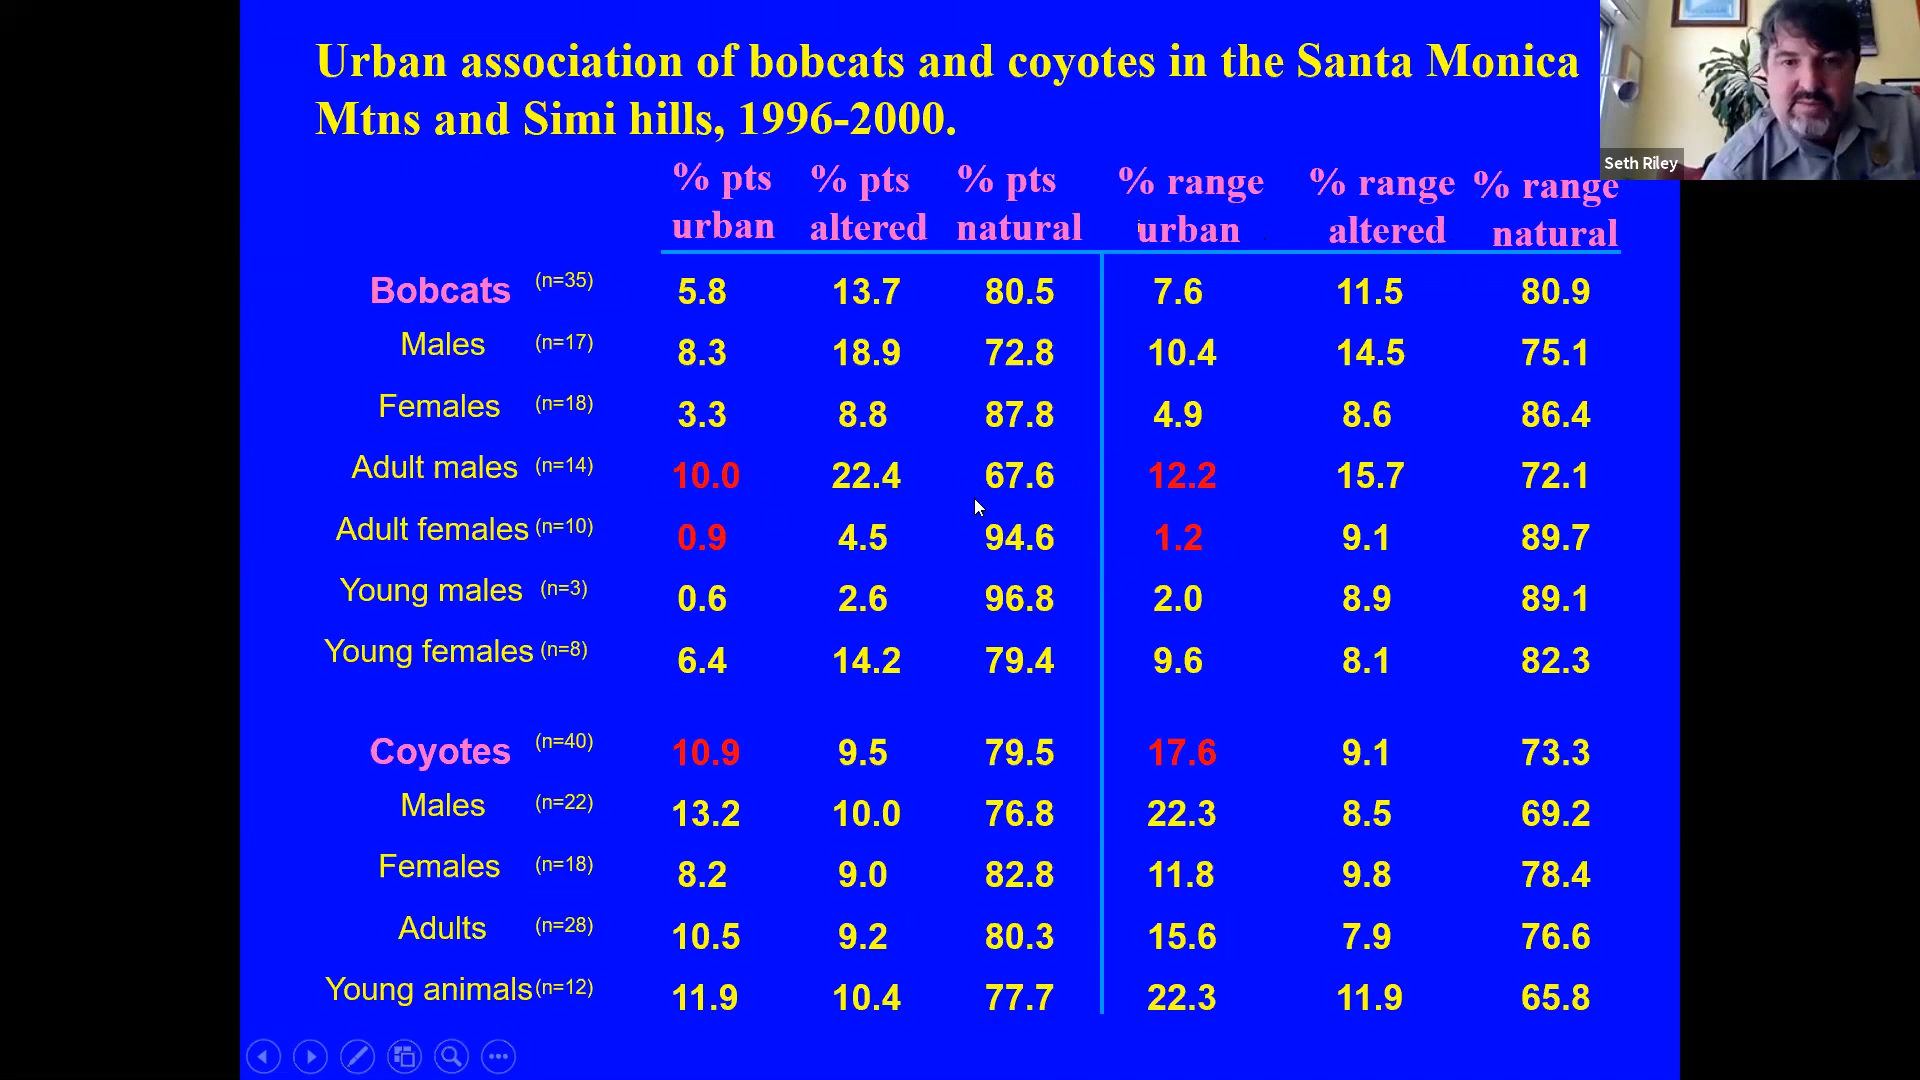 Urban association of bobcats and coyotes in the Santa Monica
Mtns and Simi hills, 1996-2000.
Seth Riley
% pts % pts % pts % range % range % range
urban altered natural urban altered natural
Bobcats (n=35) 5.8 13.7 80.5 7.6 11.5 80.9
Males (n=17) 8.3 18.9 72.8 10.4 14.5 75.1
Females (n=18) 3.3 8.8 87.8 4.9 8.6 86.4
Adult males (n=14) 10.0 22.4 67.6 12.2 15.7 72.1
Adult females (n=10) 0.9 4.5 94.6 1.2 9.1 89.7
Young males (n=3) 0.6 2.6 96.8 2.0 8.9 89.1
Young females (n=8) 6.4 14.2 79.4 9.6 8.1 82.3
Coyotes (n=40) 10.9 9.5 79.5 17.6 9.1 73.3
Males (n=22) 13.2 10.0 76.8 22.3 8.5 69.2
Females (n=18) 8.2 9.0 82.8 11.8 9.8 78.4
Adults (n=28) 10.5 9.2 80.3 15.6 7.9 76.6
Young animals (n=12) 11.9 10.4 77.7 22.3 11.9 65.8